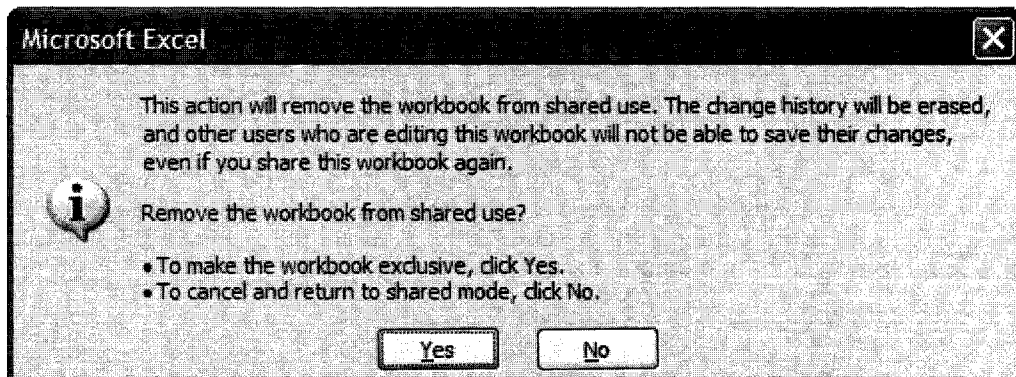 Microsoft Excel
This action will remove the workbook from shared use. The change history will be erased,
and other users who are editing this workbook will not be able to save their changes,
even if you share this workbook again.
Remove the workbook from shared use?
• To make the workbook exclusive, click Yes.
• To cancel and return to shared mode, click No.
Yes No